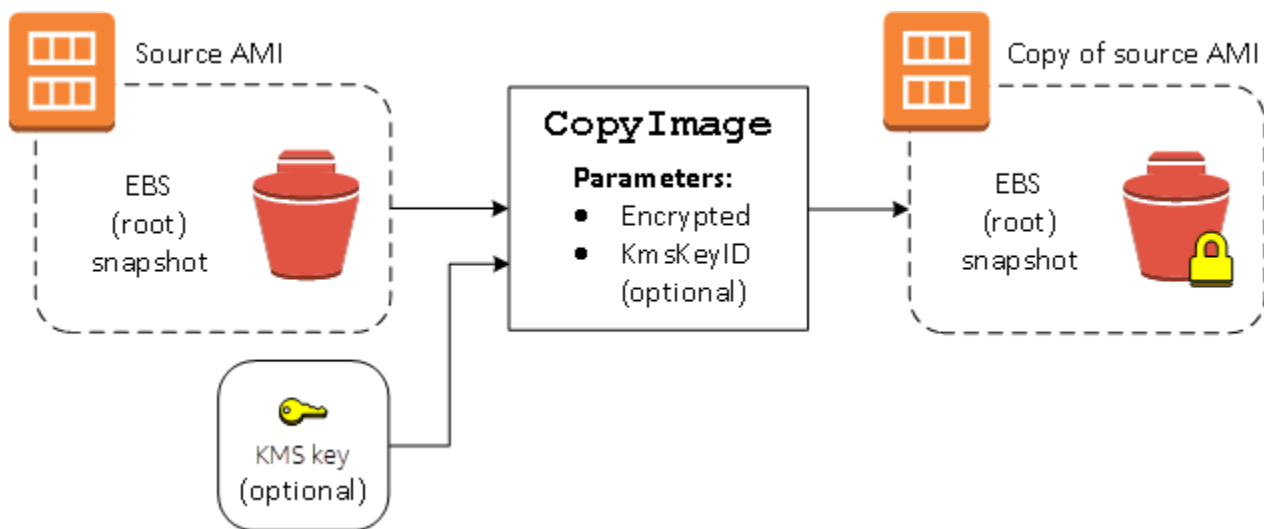 Source AMI
EBS
(root)
snapshot
KMS key
(optional)
CopyImage
Parameters:
● Encrypted
● KmsKeyID
(optional)
Copy of source AMI
EBS
(root)
snapshot